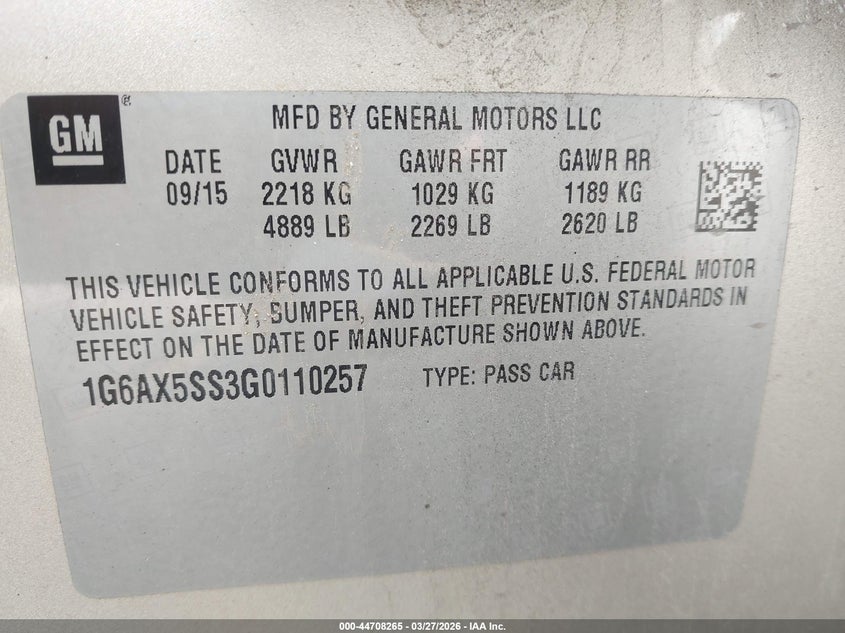 GM ® MFD BY GENERAL MOTORS LLC
DATE GVWR GAWR FRT GAWR RR
09/15 2218 KG 1029 KG 1189 KG
4889 LB 2269 LB 2620 LB
THIS VEHICLE CONFORMS TO ALL APPLICABLE U.S. FEDERAL MOTOR
VEHICLE SAFETY, BUMPER, AND THEFT PREVENTION STANDARDS IN
EFFECT ON THE DATE OF MANUFACTURE SHOWN ABOVE.
1G6AX5SS3G0110257 TYPE: PASS CAR
000-44708265 - 03/27/2026 - IAA Inc.